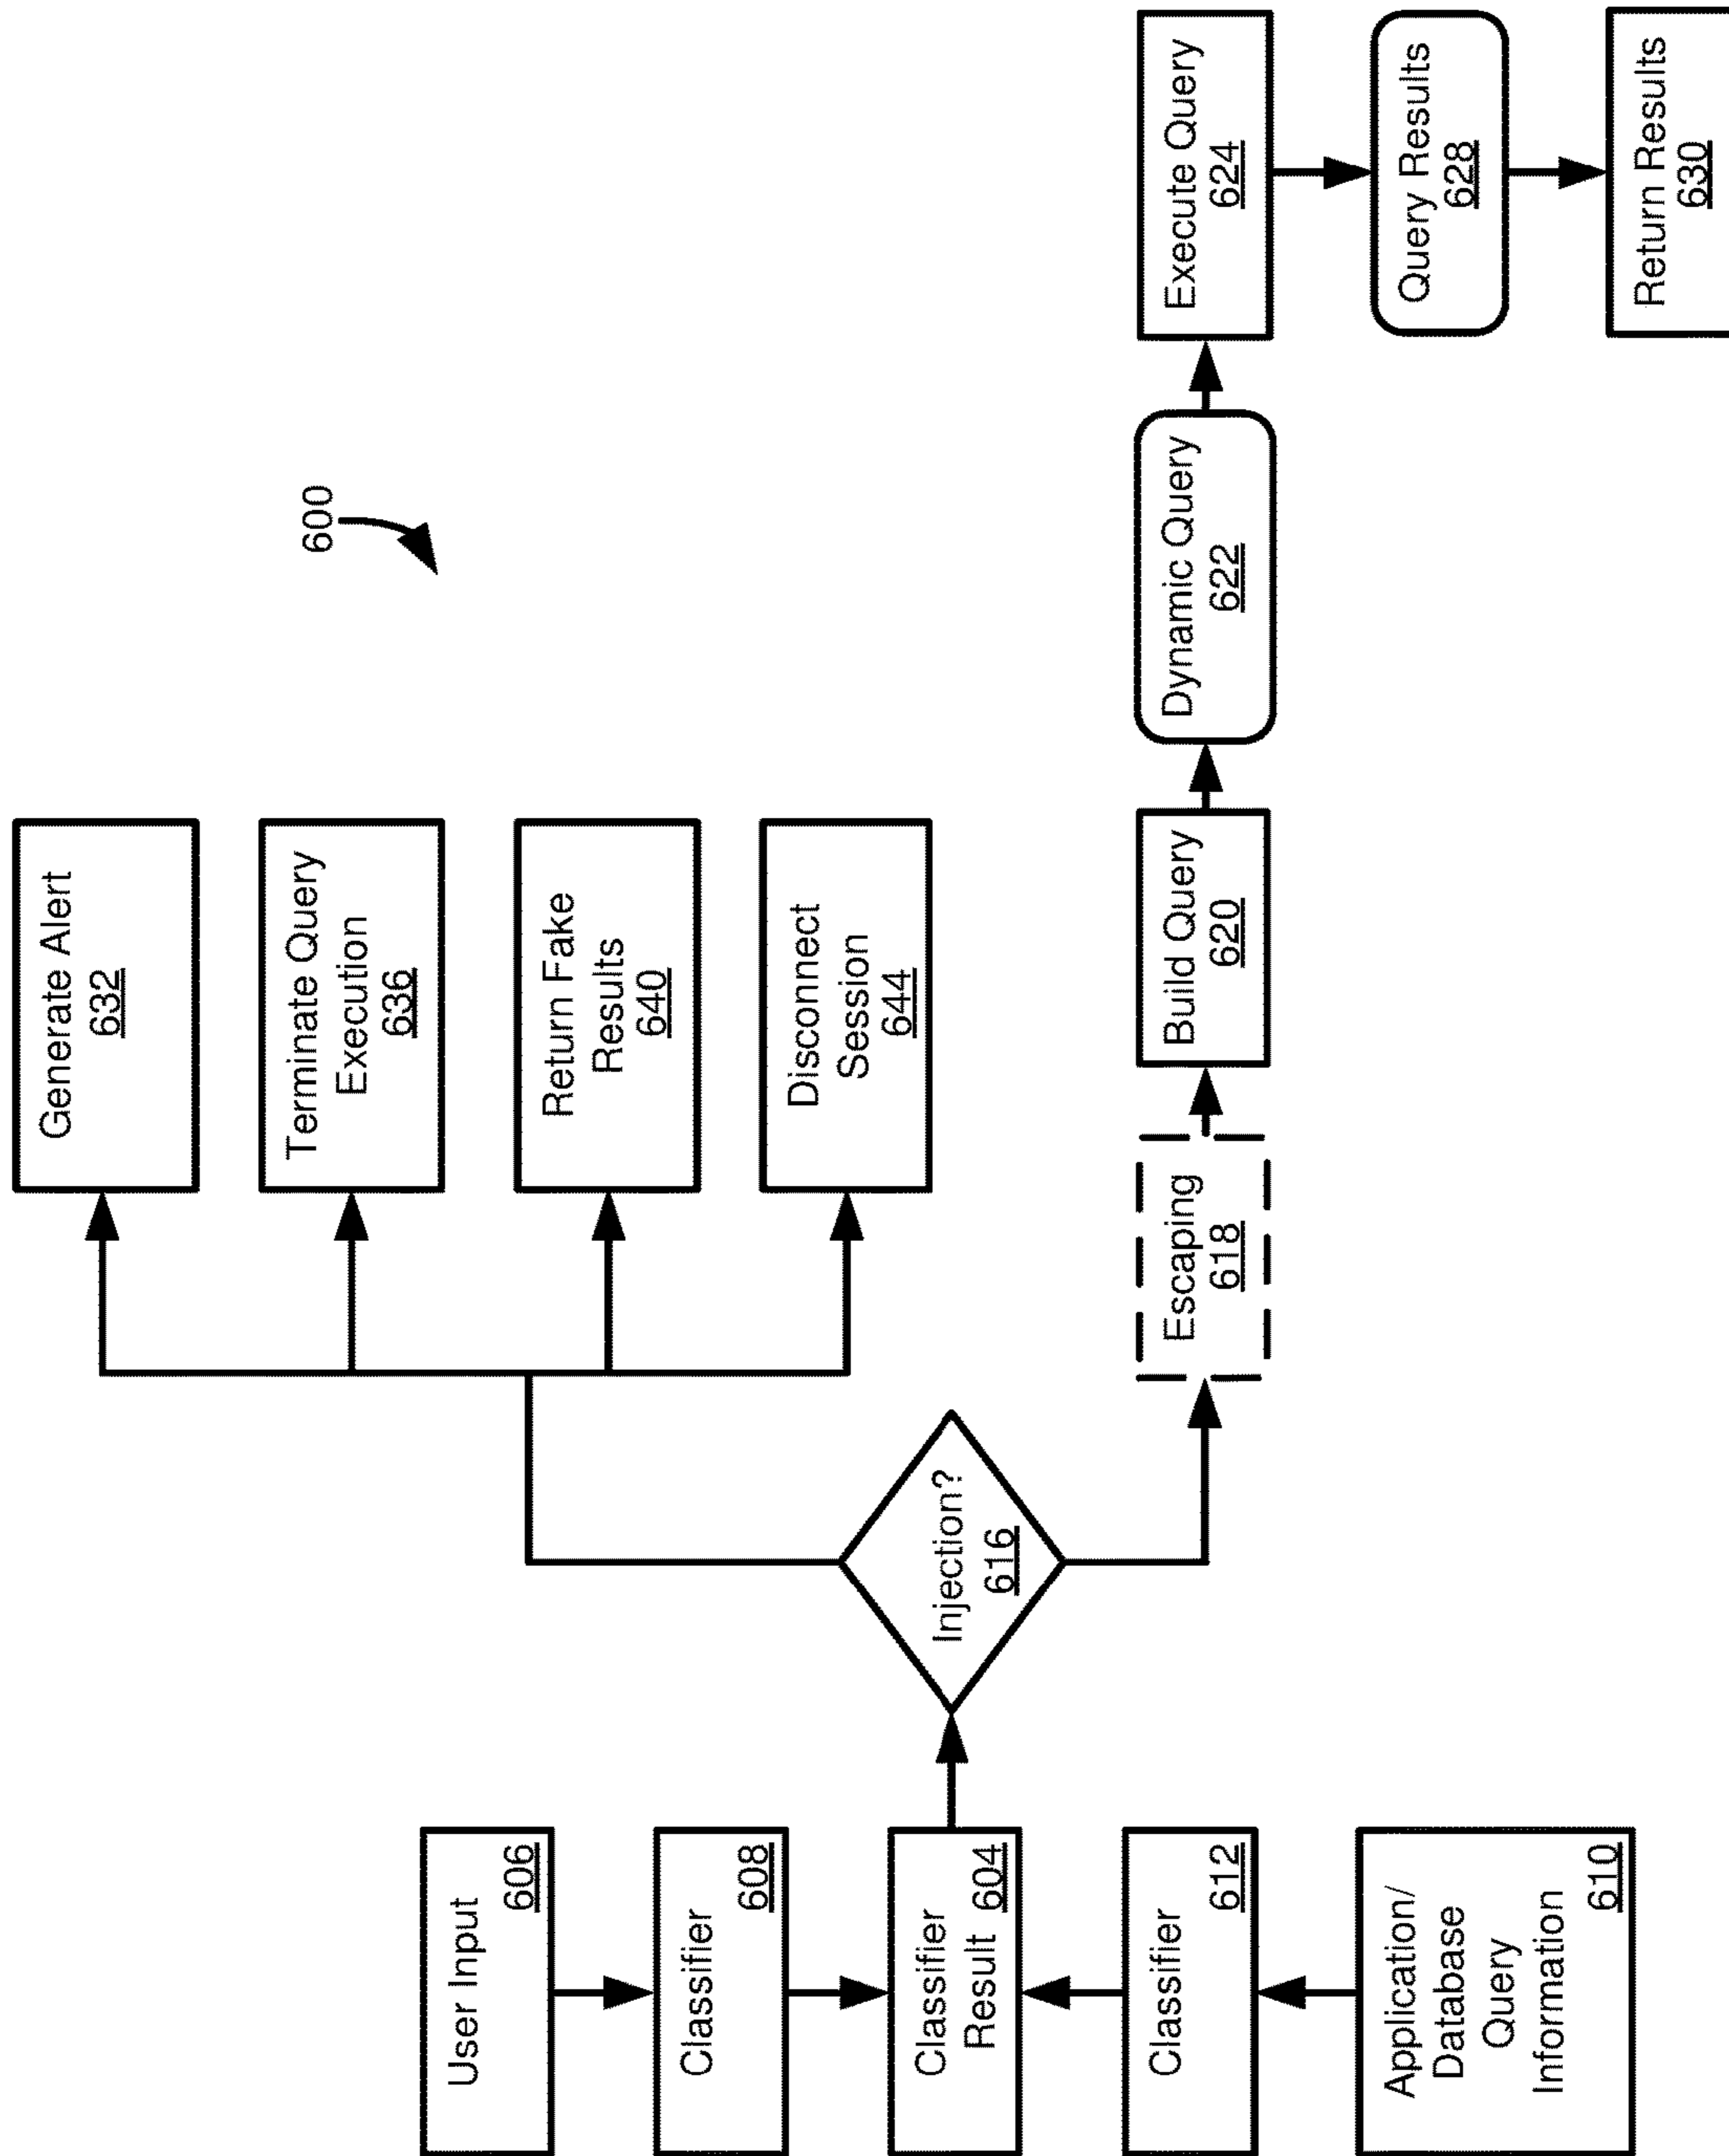 600
User Input
606
Classifier
608
Classifier
Result 604
Classifier
612
Application/
Database
Query
Information
610
Injection?
616
Generate Alert
632
Terminate Query
Execution
636
Return Fake
Results
640
Disconnect
Session
644
Escaping
618
Build Query
620
Dynamic Query
622
Execute Query
624
Query Results
628
Return Results
630